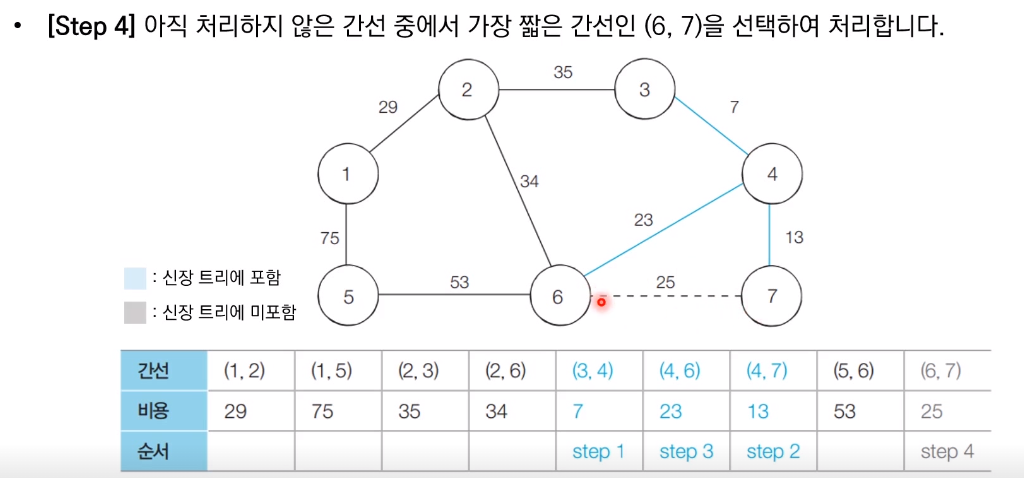 • [Step 4] 아직 처리하지 않은 간선 중에서 가장 짧은 간선인 (6, 7)을 선택하여 처리합니다.
35
2
3
29
7
1
4
34
23
75
13
: 신장 트리에 포함
53
25
5
6
7
: 신장 트리에 미포함
간선 (1, 2) (1, 5) (2, 3) (2, 6) (3, 4) (4, 6) (4, 7) (5, 6) (6, 7)
비용 29 75 35 34 7 23 13 53 25
순서 step 1 step 3 step 2 step 4